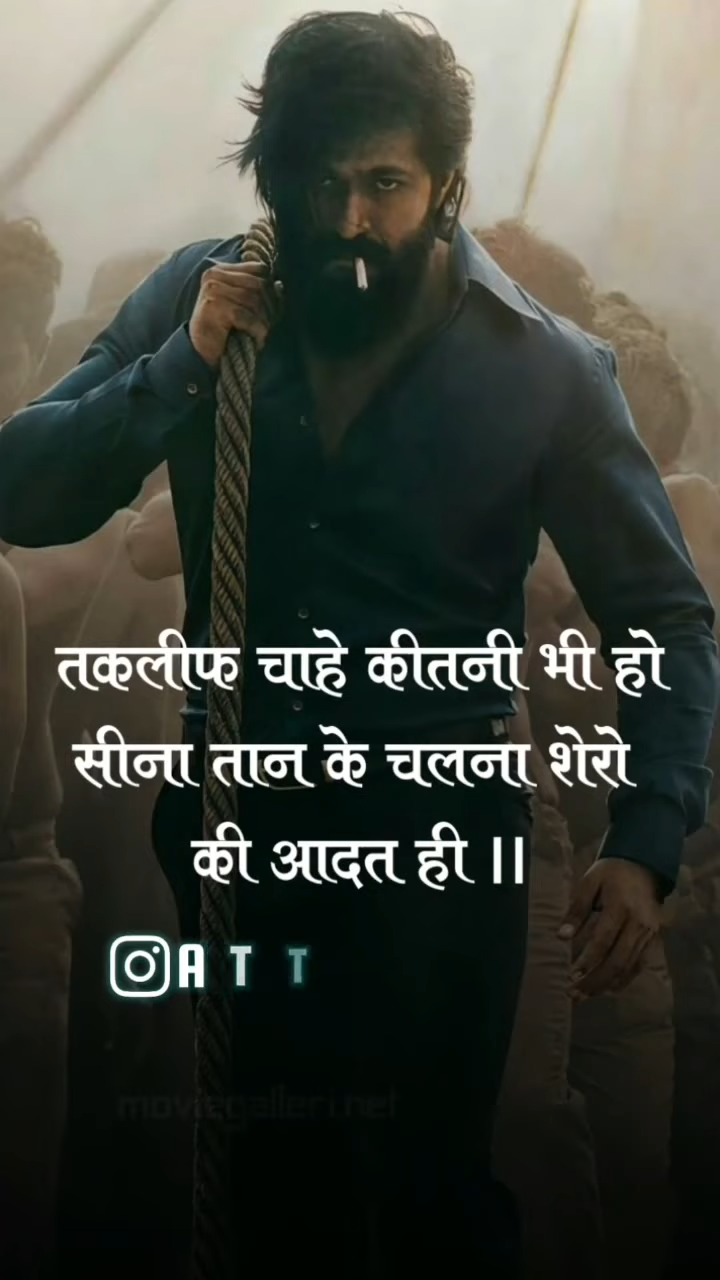 तकलीफ चाहे कीतनी भी हो
सीना तान के चलना शेरो
की आदत ही ||
A T T
moviegalleri.net